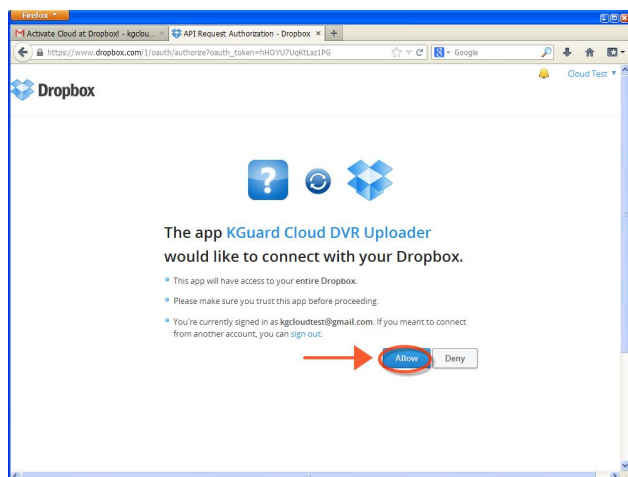 Firefox
Activate Cloud at Dropbox! - kgclou...
API Request Authorization - Dropbox
https://www.dropbox.com/1/oauth/authorize?oauth_token=hHOYU7UqKtLaz1PG
Google
Cloud Test
Dropbox
?
The app KGuard Cloud DVR Uploader
would like to connect with your Dropbox.
This app will have access to your entire Dropbox.
Please make sure you trust this app before proceeding.
You're currently signed in as kgcloudtest@gmail.com. If you meant to connect
from another account, you can sign out.
Allow
Deny